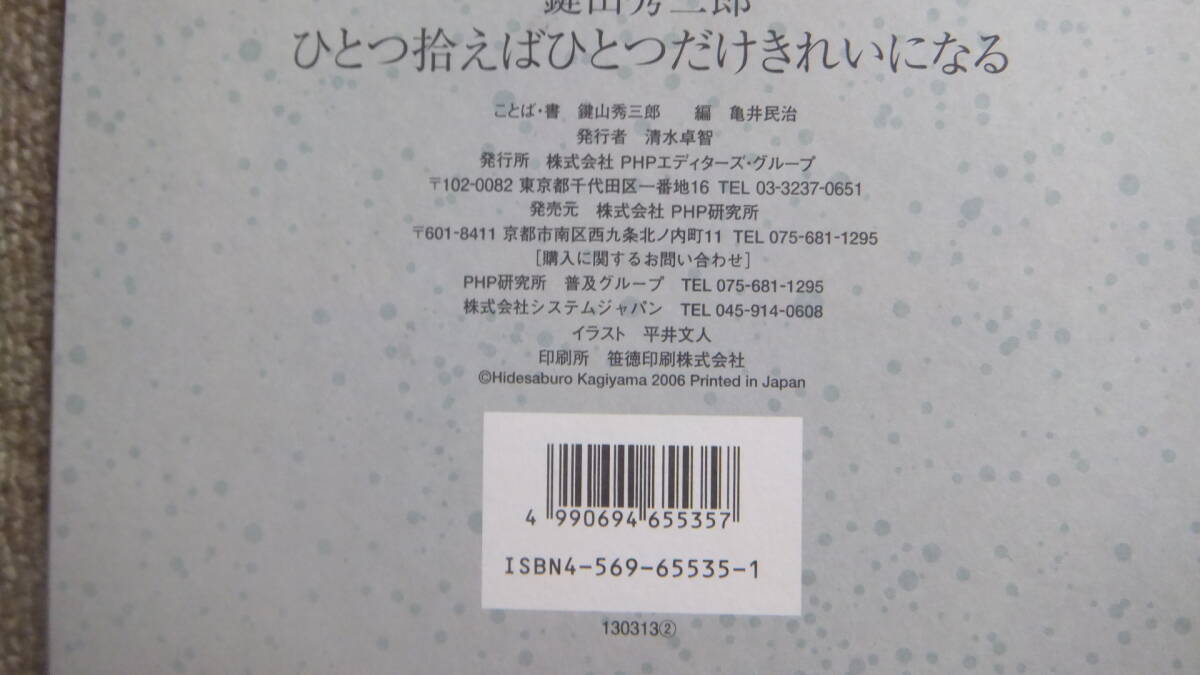 鍵山秀三郎
ひとつ拾えばひとつだけきれいになる
ことば・書 鍵山秀三郎 編 亀井民治
発行者 清水卓智
発行所 株式会社 PHPエディターズ・グループ
〒102-0082 東京都千代田区一番地16 TEL 03-3237-0651
発売元 株式会社 PHP研究所
〒601-8411 京都市南区西九条北ノ内町11 TEL 075-681-1295
[購入に関するお問い合わせ]
PHP研究所 普及グループ TEL 075-681-1295
株式会社システムジャパン TEL 045-914-0608
イラスト 平井文人
印刷所 笹徳印刷株式会社
©Hidesaburo Kagiyama 2006 Printed in Japan
4 990694 655357
ISBN4-569-65535-1
130313②